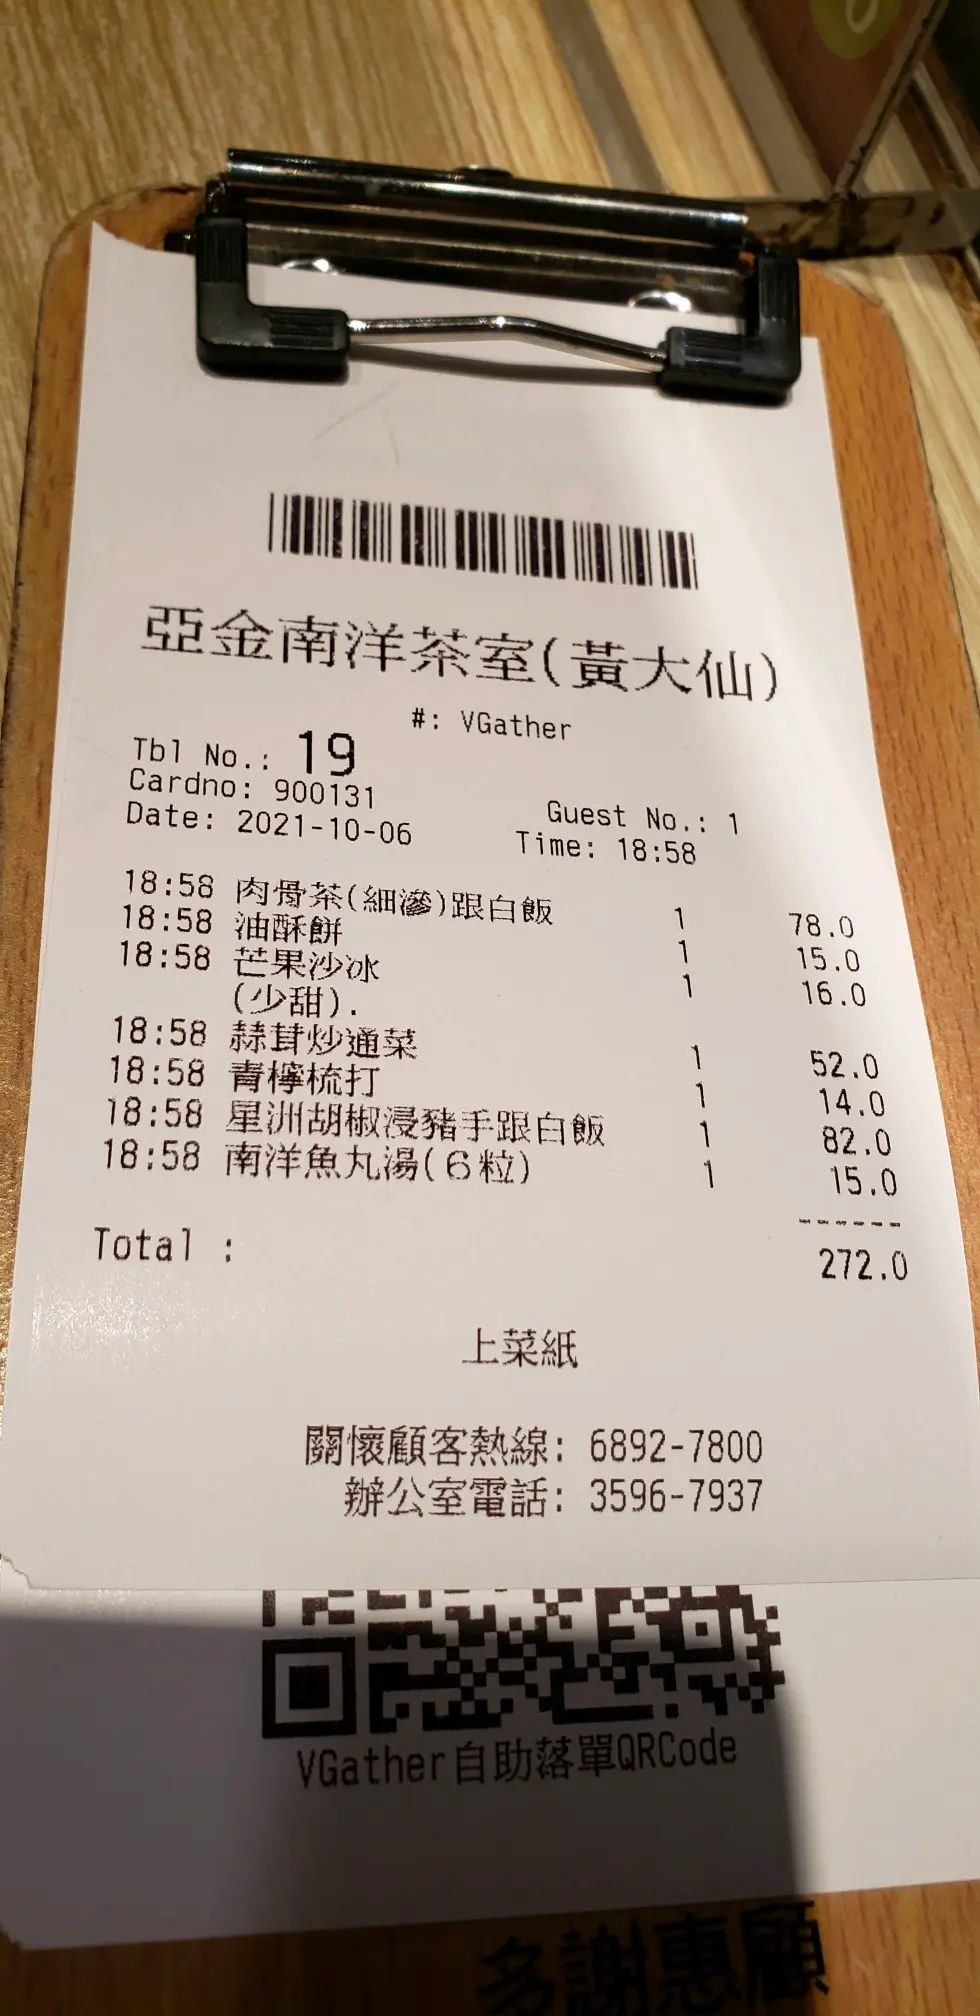 亞金南洋茶室(黃大仙)
#: VGather
Tbl No.: 19
Cardno: 900131
Guest No.: 1
Date: 2021-10-06
Time: 18:58
18:58 肉骨茶(細滲)跟白飯 1 78.0
18:58 油酥餅 1 15.0
18:58 芒果沙冰 1 16.0
(少甜).
18:58 蒜茸炒通菜 1 52.0
18:58 青檸梳打 1 14.0
18:58 星洲胡椒浸豬手跟白飯 1 82.0
18:58 南洋魚丸湯(6粒) 1 15.0
------
Total : 272.0
上菜紙
關懷顧客熱線: 6892-7800
辦公室電話: 3596-7937
VGather自助落單QRCode
多謝惠顧